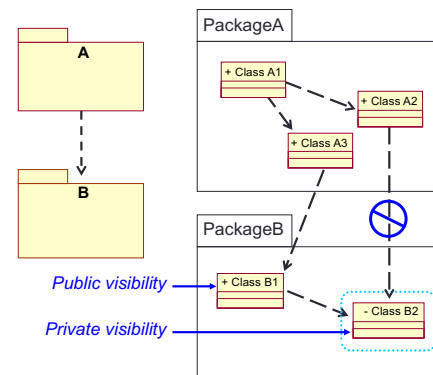 PackageA
A
+ Class A1
+ Class A2
+ Class A3
B
PackageB
Public visibility
+ Class B1
- Class B2
Private visibility